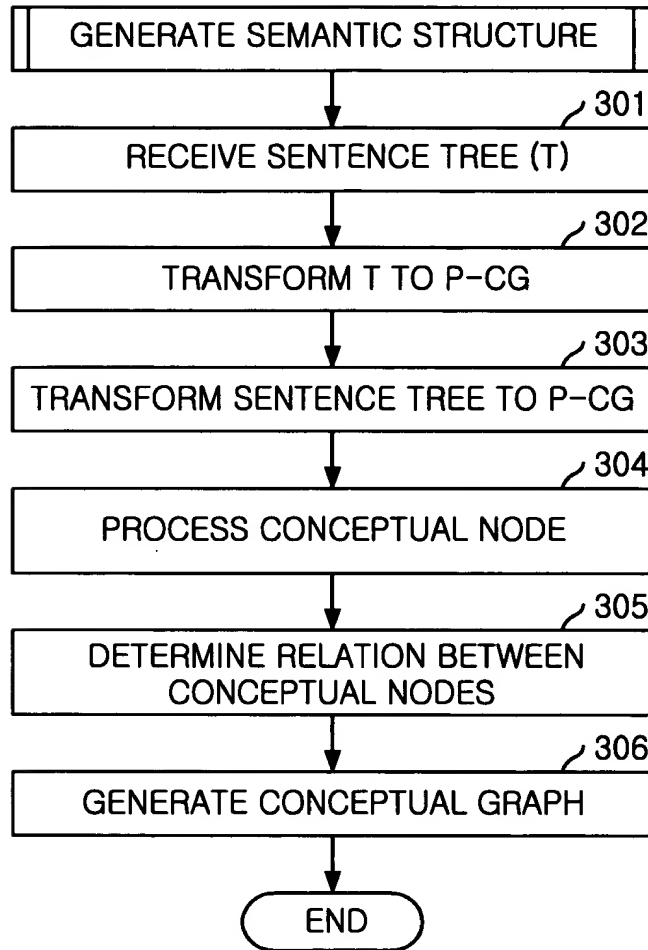 GENERATE SEMANTIC STRUCTURE
301
RECEIVE SENTENCE TREE (T)
302
TRANSFORM T TO P-CG
303
TRANSFORM SENTENCE TREE TO P-CG
304
PROCESS CONCEPTUAL NODE
305
DETERMINE RELATION BETWEEN
CONCEPTUAL NODES
306
GENERATE CONCEPTUAL GRAPH
END